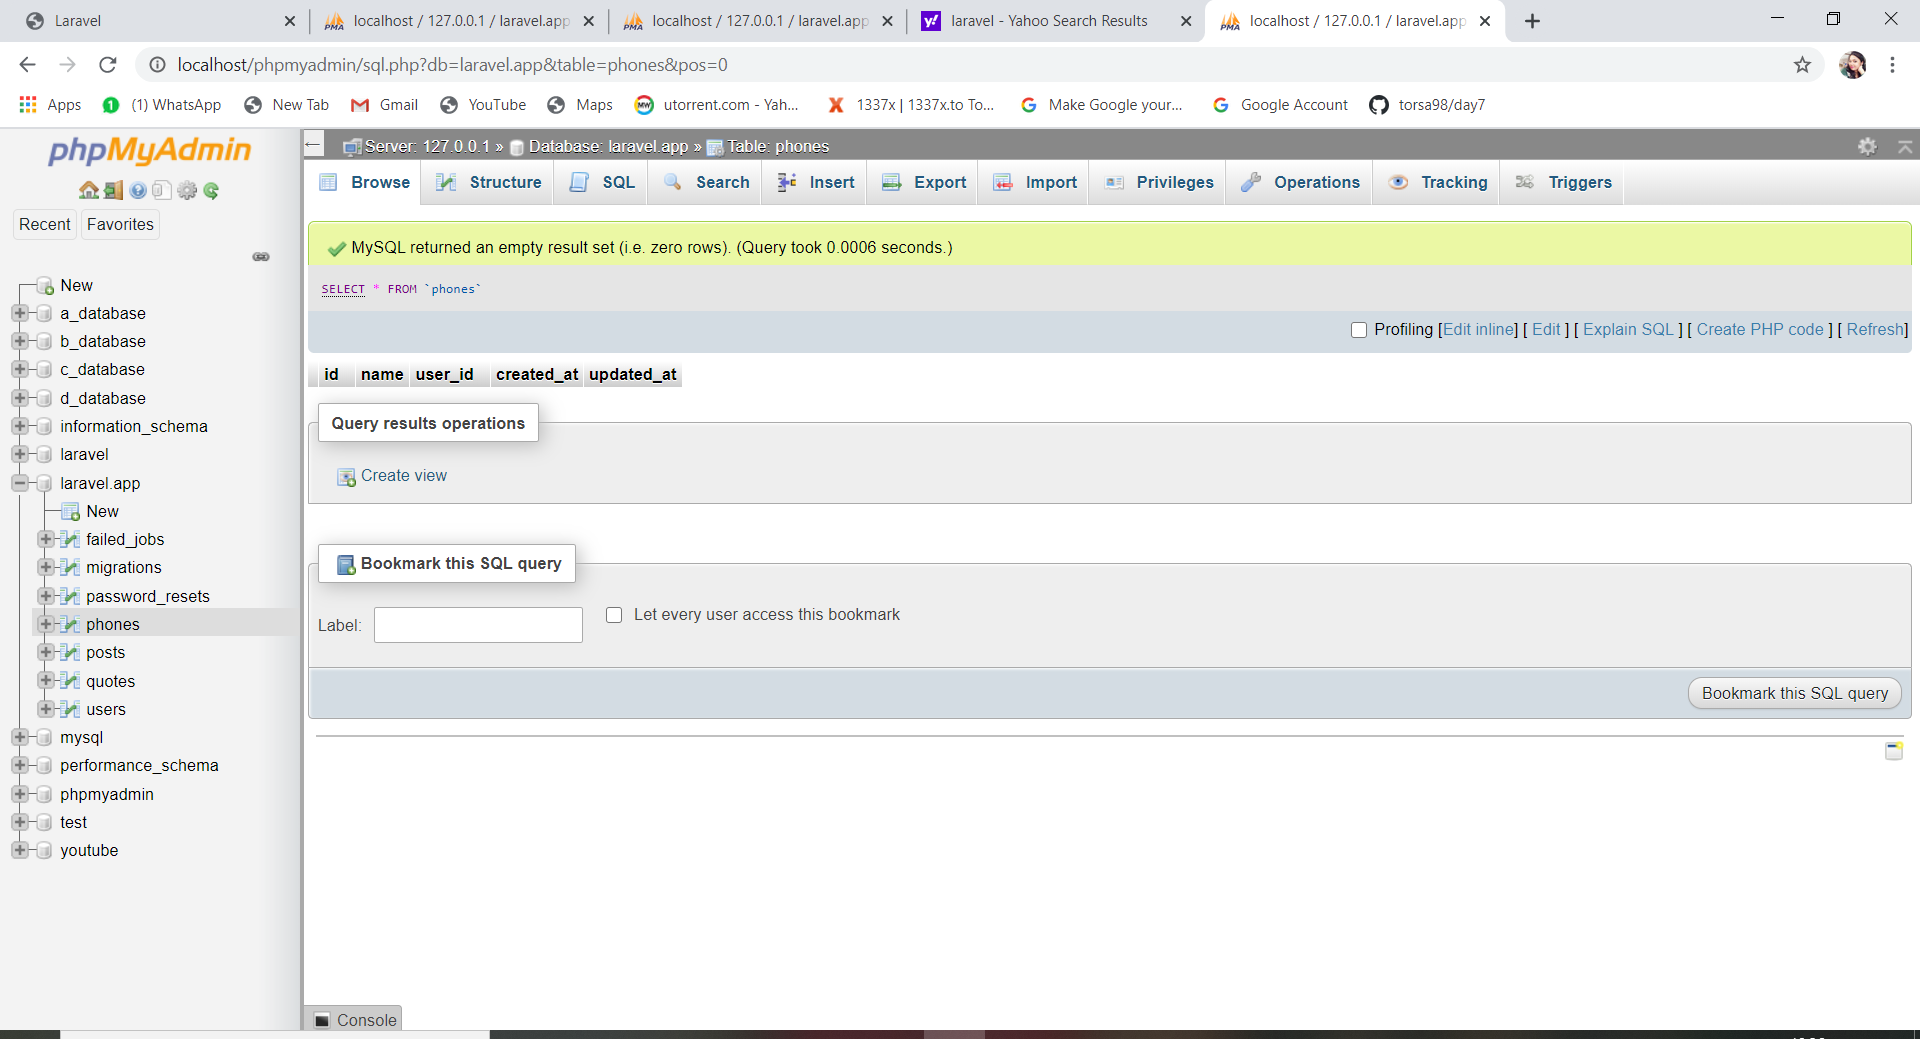 Laravel
localhost / 127.0.0.1 / laravel.app
localhost / 127.0.0.1 / laravel.app
laravel - Yahoo Search Results
localhost / 127.0.0.1 / laravel.app
localhost/phpmyadmin/sql.php?db=laravel.app&table=phones&pos=0
Apps
(1) WhatsApp
New Tab
Gmail
YouTube
Maps
utorrent.com - Yah...
1337x | 1337x.to To...
Make Google your...
Google Account
torsa98/day7
phpMyAdmin
Recent
Favorites
New
a_database
b_database
c_database
d_database
information_schema
laravel
laravel.app
New
failed_jobs
migrations
password_resets
phones
posts
quotes
users
mysql
performance_schema
phpmyadmin
test
youtube
Server: 127.0.0.1 » Database: laravel.app » Table: phones
Browse
Structure
SQL
Search
Insert
Export
Import
Privileges
Operations
Tracking
Triggers
MySQL returned an empty result set (i.e. zero rows). (Query took 0.0006 seconds.)
SELECT * FROM `phones`
Profiling [Edit inline] [ Edit ] [ Explain SQL ] [ Create PHP code ] [ Refresh]
id name user_id created_at updated_at
Query results operations
Create view
Bookmark this SQL query
Label:
Let every user access this bookmark
Bookmark this SQL query
Console